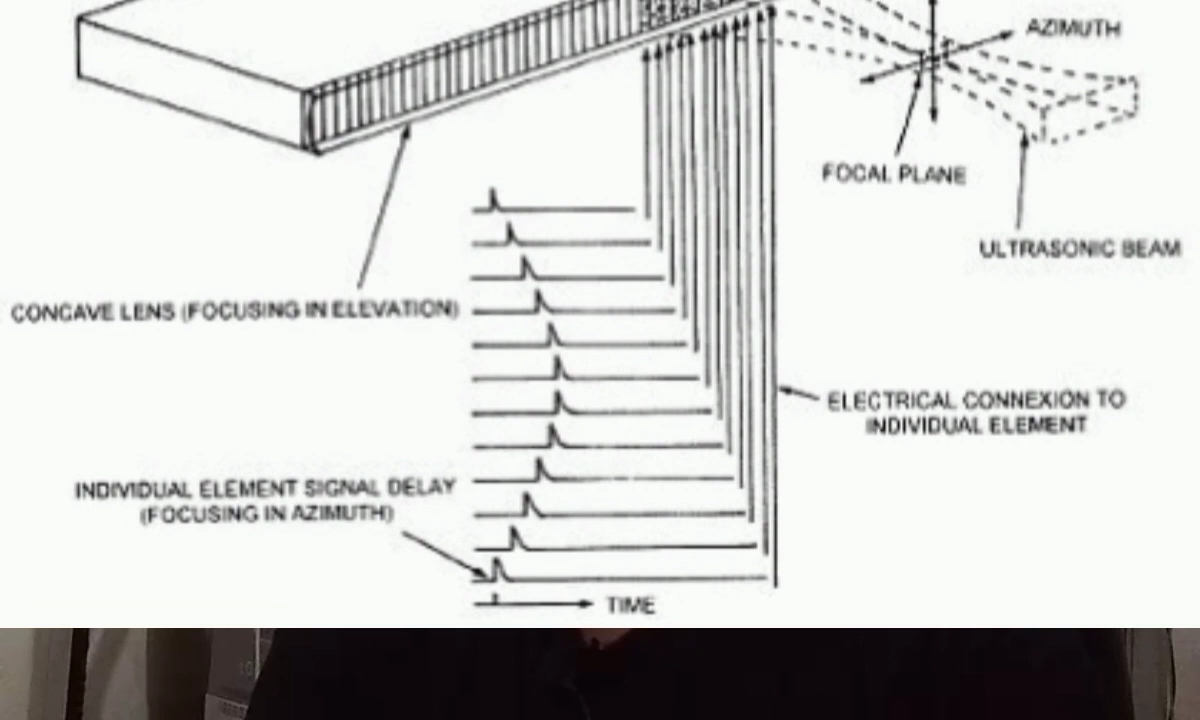 AZIMUTH
FOCAL PLANE
ULTRASONIC BEAM
CONCAVE LENS (FOCUSING IN ELEVATION)
ELECTRICAL CONNEXION TO
INDIVIDUAL ELEMENT
INDIVIDUAL ELEMENT SIGNAL DELAY
(FOCUSING IN AZIMUTH)
TIME